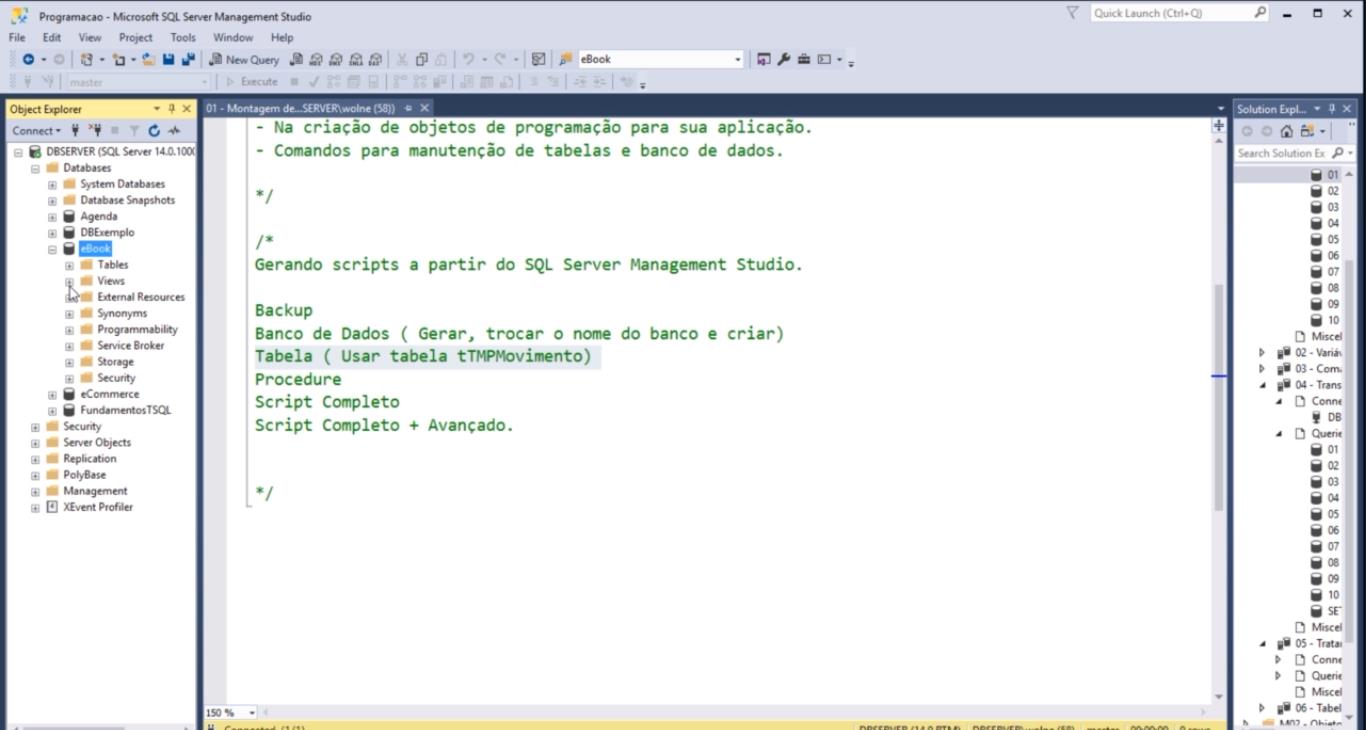 Programacao - Microsoft SQL Server Management Studio
Quick Launch (Ctrl+Q)
File Edit View Project Tools Window Help
New Query
eBook
master
Execute
Object Explorer
01 - Montagem de...SERVER\wolne (58))
Solution Expl...
Connect
Search Solution Ex
DBSERVER (SQL Server 14.0.1000
Databases
System Databases
Database Snapshots
Agenda
DBExemplo
eBook
Tables
Views
External Resources
Synonyms
Programmability
Service Broker
Storage
Security
eCommerce
FundamentosTSQL
Security
Server Objects
Replication
PolyBase
Management
XEvent Profiler
- Na criação de objetos de programação para sua aplicação.
- Comandos para manutenção de tabelas e banco de dados.
*/
/*
Gerando scripts a partir do SQL Server Management Studio.
Backup
Banco de Dados ( Gerar, trocar o nome do banco e criar)
Tabela ( Usar tabela tTMPMovimento)
Procedure
Script Completo
Script Completo + Avançado.
*/
150 %
Connected. (1/1)
DBSERVER (14.0 RTM) DBSERVER\wolne (58) master 00:00:00 0 rows
01
02
03
04
05
06
07
08
09
10
Miscel
02 - Variáv
03 - Com
04 - Trans
Conne
DB
Querie
01
02
03
04
05
06
07
08
09
10
SE
Miscel
05 - Trata
Conne
Querie
Miscel
06 - Tabel
M02 - Objeto